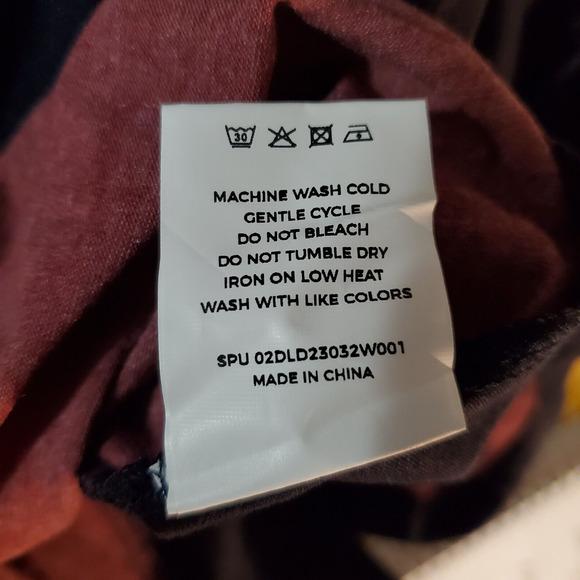 30
MACHINE WASH COLD
GENTLE CYCLE
DO NOT BLEACH
DO NOT TUMBLE DRY
IRON ON LOW HEAT
WASH WITH LIKE COLORS
SPU 02DLD23032W001
MADE IN CHINA